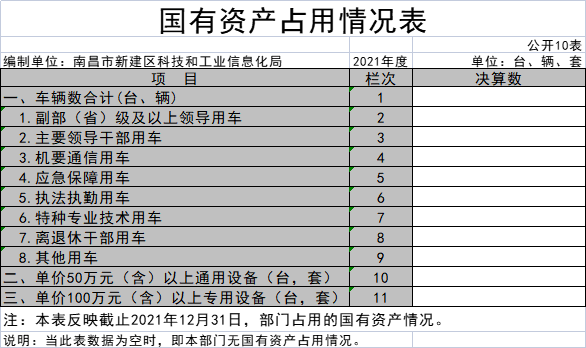 国有资产占用情况表
公开10表
编制单位：南昌市新建区科技和工业信息化局 2021年度 单位：台、辆、套
项 目 栏次 决算数
一、车辆数合计(台、辆) 1
1.副部（省）级及以上领导用车 2
2.主要领导干部用车 3
3.机要通信用车 4
4.应急保障用车 5
5.执法执勤用车 6
6.特种专业技术用车 7
7.离退休干部用车 8
8.其他用车 9
二、单价50万元（含）以上通用设备（台，套） 10
三、单价100万元（含）以上专用设备（台，套） 11
注：本表反映截止2021年12月31日，部门占用的国有资产情况。
说明：当此表数据为空时，即本部门无国有资产占用情况。